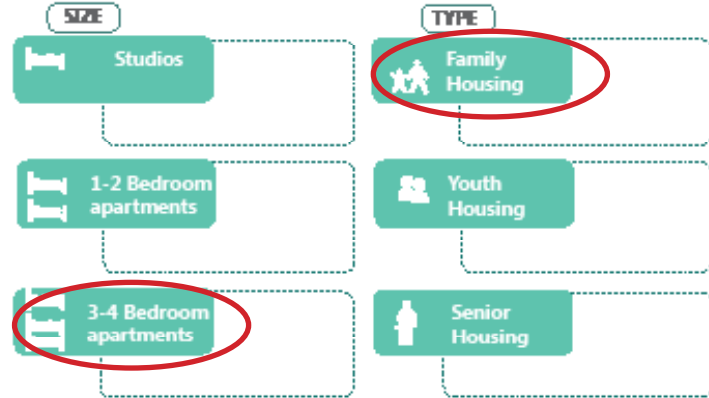 SIZE
TYPE
Studios
Family
Housing
1-2 Bedroom
apartments
Youth
Housing
3-4 Bedroom
apartments
Senior
Housing